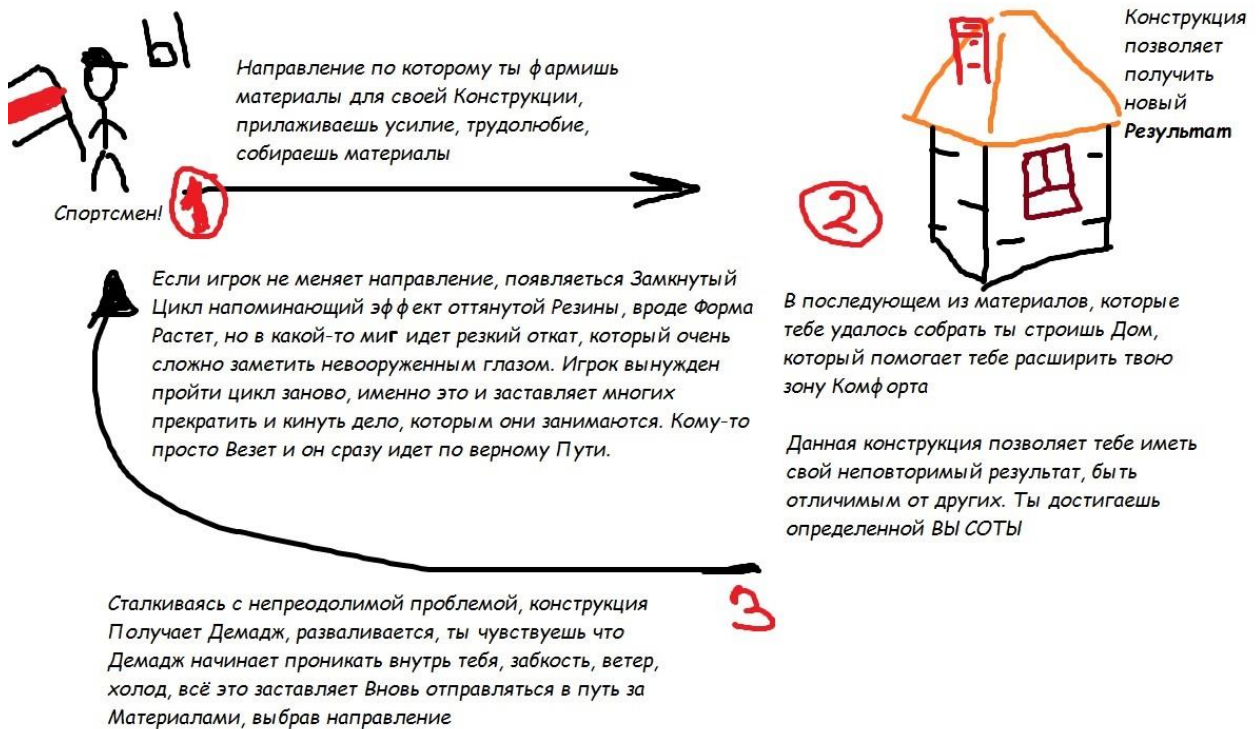 Ы
Направление по которому ты фармишь
материалы для своей Конструкции,
прилаживаешь усилие, трудолюбие,
собираешь материалы
Спортсмен!
1
2
Конструкция
позволяет
получить
новый
Результат
Если игрок не меняет направление, появляеться Замкнутый
Цикл напоминающий эффект оттянутой Резины, вроде Форма
Растет, но в какой-то миг идет резкий откат, который очень
сложно заметить невооруженным глазом. Игрок вынужден
пройти цикл заново, именно это и заставляет многих
прекратить и кинуть дело, которым они занимаются. Кому-то
просто Везет и он сразу идет по верному Пути.
В последующем из материалов, которые
тебе удалось собрать ты строишь Дом,
который помогает тебе расширить твою
зону Комфорта
Данная конструкция позволяет тебе иметь
свой неповторимый результат, быть
отличимым от других. Ты достигаешь
определенной ВЫСОТЫ
3
Сталкиваясь с непреодолимой проблемой, конструкция
Получает Демадж, разваливается, ты чувствуешь что
Демадж начинает проникать внутрь тебя, забкость, ветер,
холод, всё это заставляет Вновь отправляться в путь за
Материалами, выбрав направление